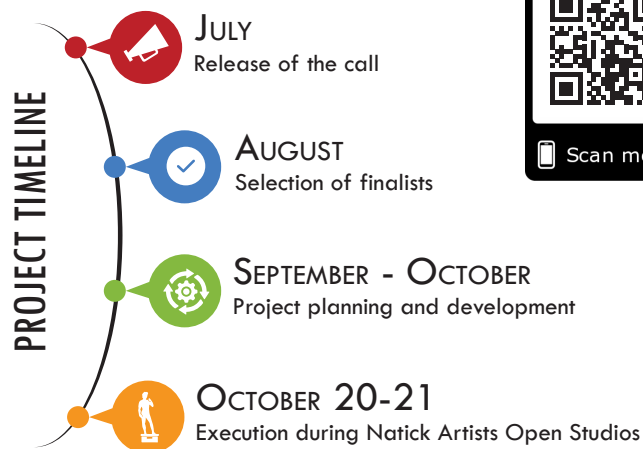 PROJECT TIMELINE
JULY
Release of the call
AUGUST
Selection of finalists
SEPTEMBER - OCTOBER
Project planning and development
OCTOBER 20-21
Execution during Natick Artists Open Studios
Scan